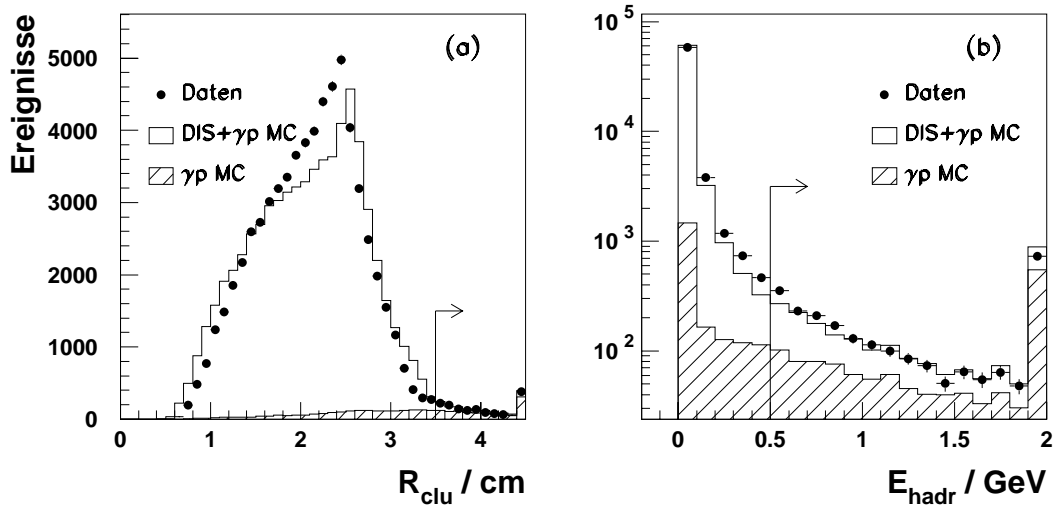 Ereignisse
(a)
5000
4000
3000
2000
1000
0
Daten
DIS+γp MC
γp MC
0 1 2 3 4
R_clu / cm
(b)
10^5
10^4
10^3
10^2
Daten
DIS+γp MC
γp MC
0 0.5 1 1.5 2
E_hadr / GeV